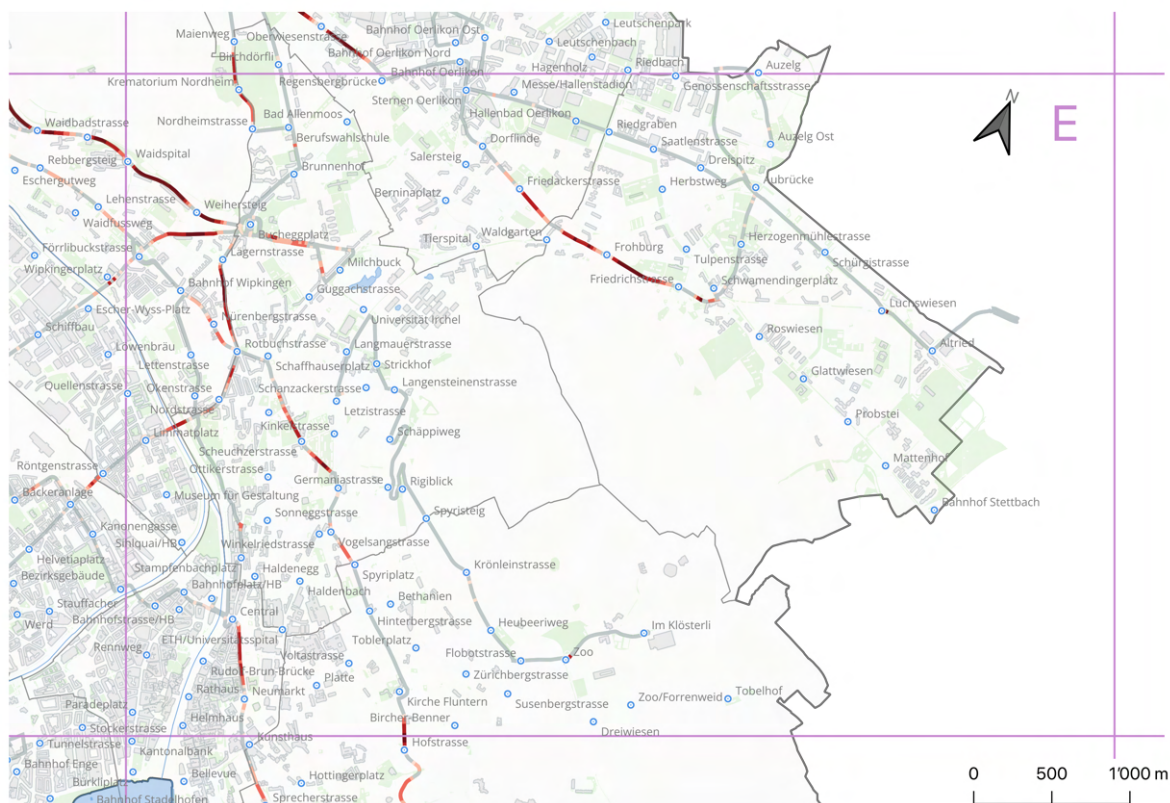 Leutschenpark
Maienweg
Oberwiesenstrasse
Bahnhof Oerlikon Ost
Leutschenbach
Birchdörfli
Bahnhof Oerlikon Nord
Hagenholz
Riedbach
Auzelg
Krematorium Nordheim
Regensbergbrücke
Bahnhof Oerlikon
Messe/Hallenstadion
Genossenschaftsstrasse
N
E
Sternen Oerlikon
Nordheimstrasse
Bad Allenmoos
Hallenbad Oerlikon
Waidbadstrasse
Berufswahlschule
Riedgraben
Auzelg Ost
Dorflinde
Saatlenstrasse
Rebbergsteig
Waidspital
Salersteig
Dreispitz
Brunnenhof
Eschergutweg
Friedackerstrasse
Herbstweg
Aubrücke
Lehenstrasse
Weihersteig
Berninaplatz
Waidfussweg
Bucheggplatz
Waldgarten
Tierspital
Herzogenmühlestrasse
Förrlibuckstrasse
Lägernstrasse
Frohburg
Tulpenstrasse
Schürgistrasse
Milchbuck
Wipkingerplatz
Bahnhof Wipkingen
Friedrichstrasse
Schwamendingerplatz
Guggachstrasse
Luchswiesen
Escher-Wyss-Platz
Nürenbergstrasse
Universität Irchel
Schiffbau
Roswiesen
Löwenbräu
Rotbuchstrasse
Langmauerstrasse
Altried
Lettenstrasse
Schaffhauserplatz
Strickhof
Glattwiesen
Quellenstrasse
Okenstrasse
Schanzackerstrasse
Langensteinenstrasse
Nordstrasse
Letzistrasse
Probstei
Limmatplatz
Kinkelstrasse
Schäppiweg
Scheuchzerstrasse
Röntgenstrasse
Ottikerstrasse
Mattenhof
Germaniastrasse
Rigiblick
Bäckeranlage
Museum für Gestaltung
Bahnhof Stettbach
Sonneggstrasse
Spyristeig
Kanonengasse
Sihlquai/HB
Winkelriedstrasse
Vogelsangstrasse
Helvetiaplatz
Stampfenbachplatz
Krönleinstrasse
Bezirksgebäude
Haldenegg
Spyriplatz
Bahnhofplatz/HB
Haldenbach
Bethanien
Stauffacher
Central
Werd
Bahnhofstrasse/HB
Hinterbergstrasse
Heubeeriweg
Im Klösterli
ETH/Universitätsspital
Toblerplatz
Rennweg
Voltastrasse
Flobotstrasse
Zoo
Rudolf-Brun-Brücke
Zürichbergstrasse
Platte
Rathaus
Neumarkt
Zoo/Forrenweid
Tobelhof
Paradeplatz
Kirche Fluntern
Susenbergstrasse
Helmhaus
Bircher-Benner
Stockerstrasse
Dreiwiesen
Tunnelstrasse
Kantonalbank
Kunsthaus
Hofstrasse
Bahnhof Enge
Bürkliplatz
Bellevue
Hottingerplatz
0 500 1'000 m
Bahnhof Stadelhofen
Sprecherstrasse